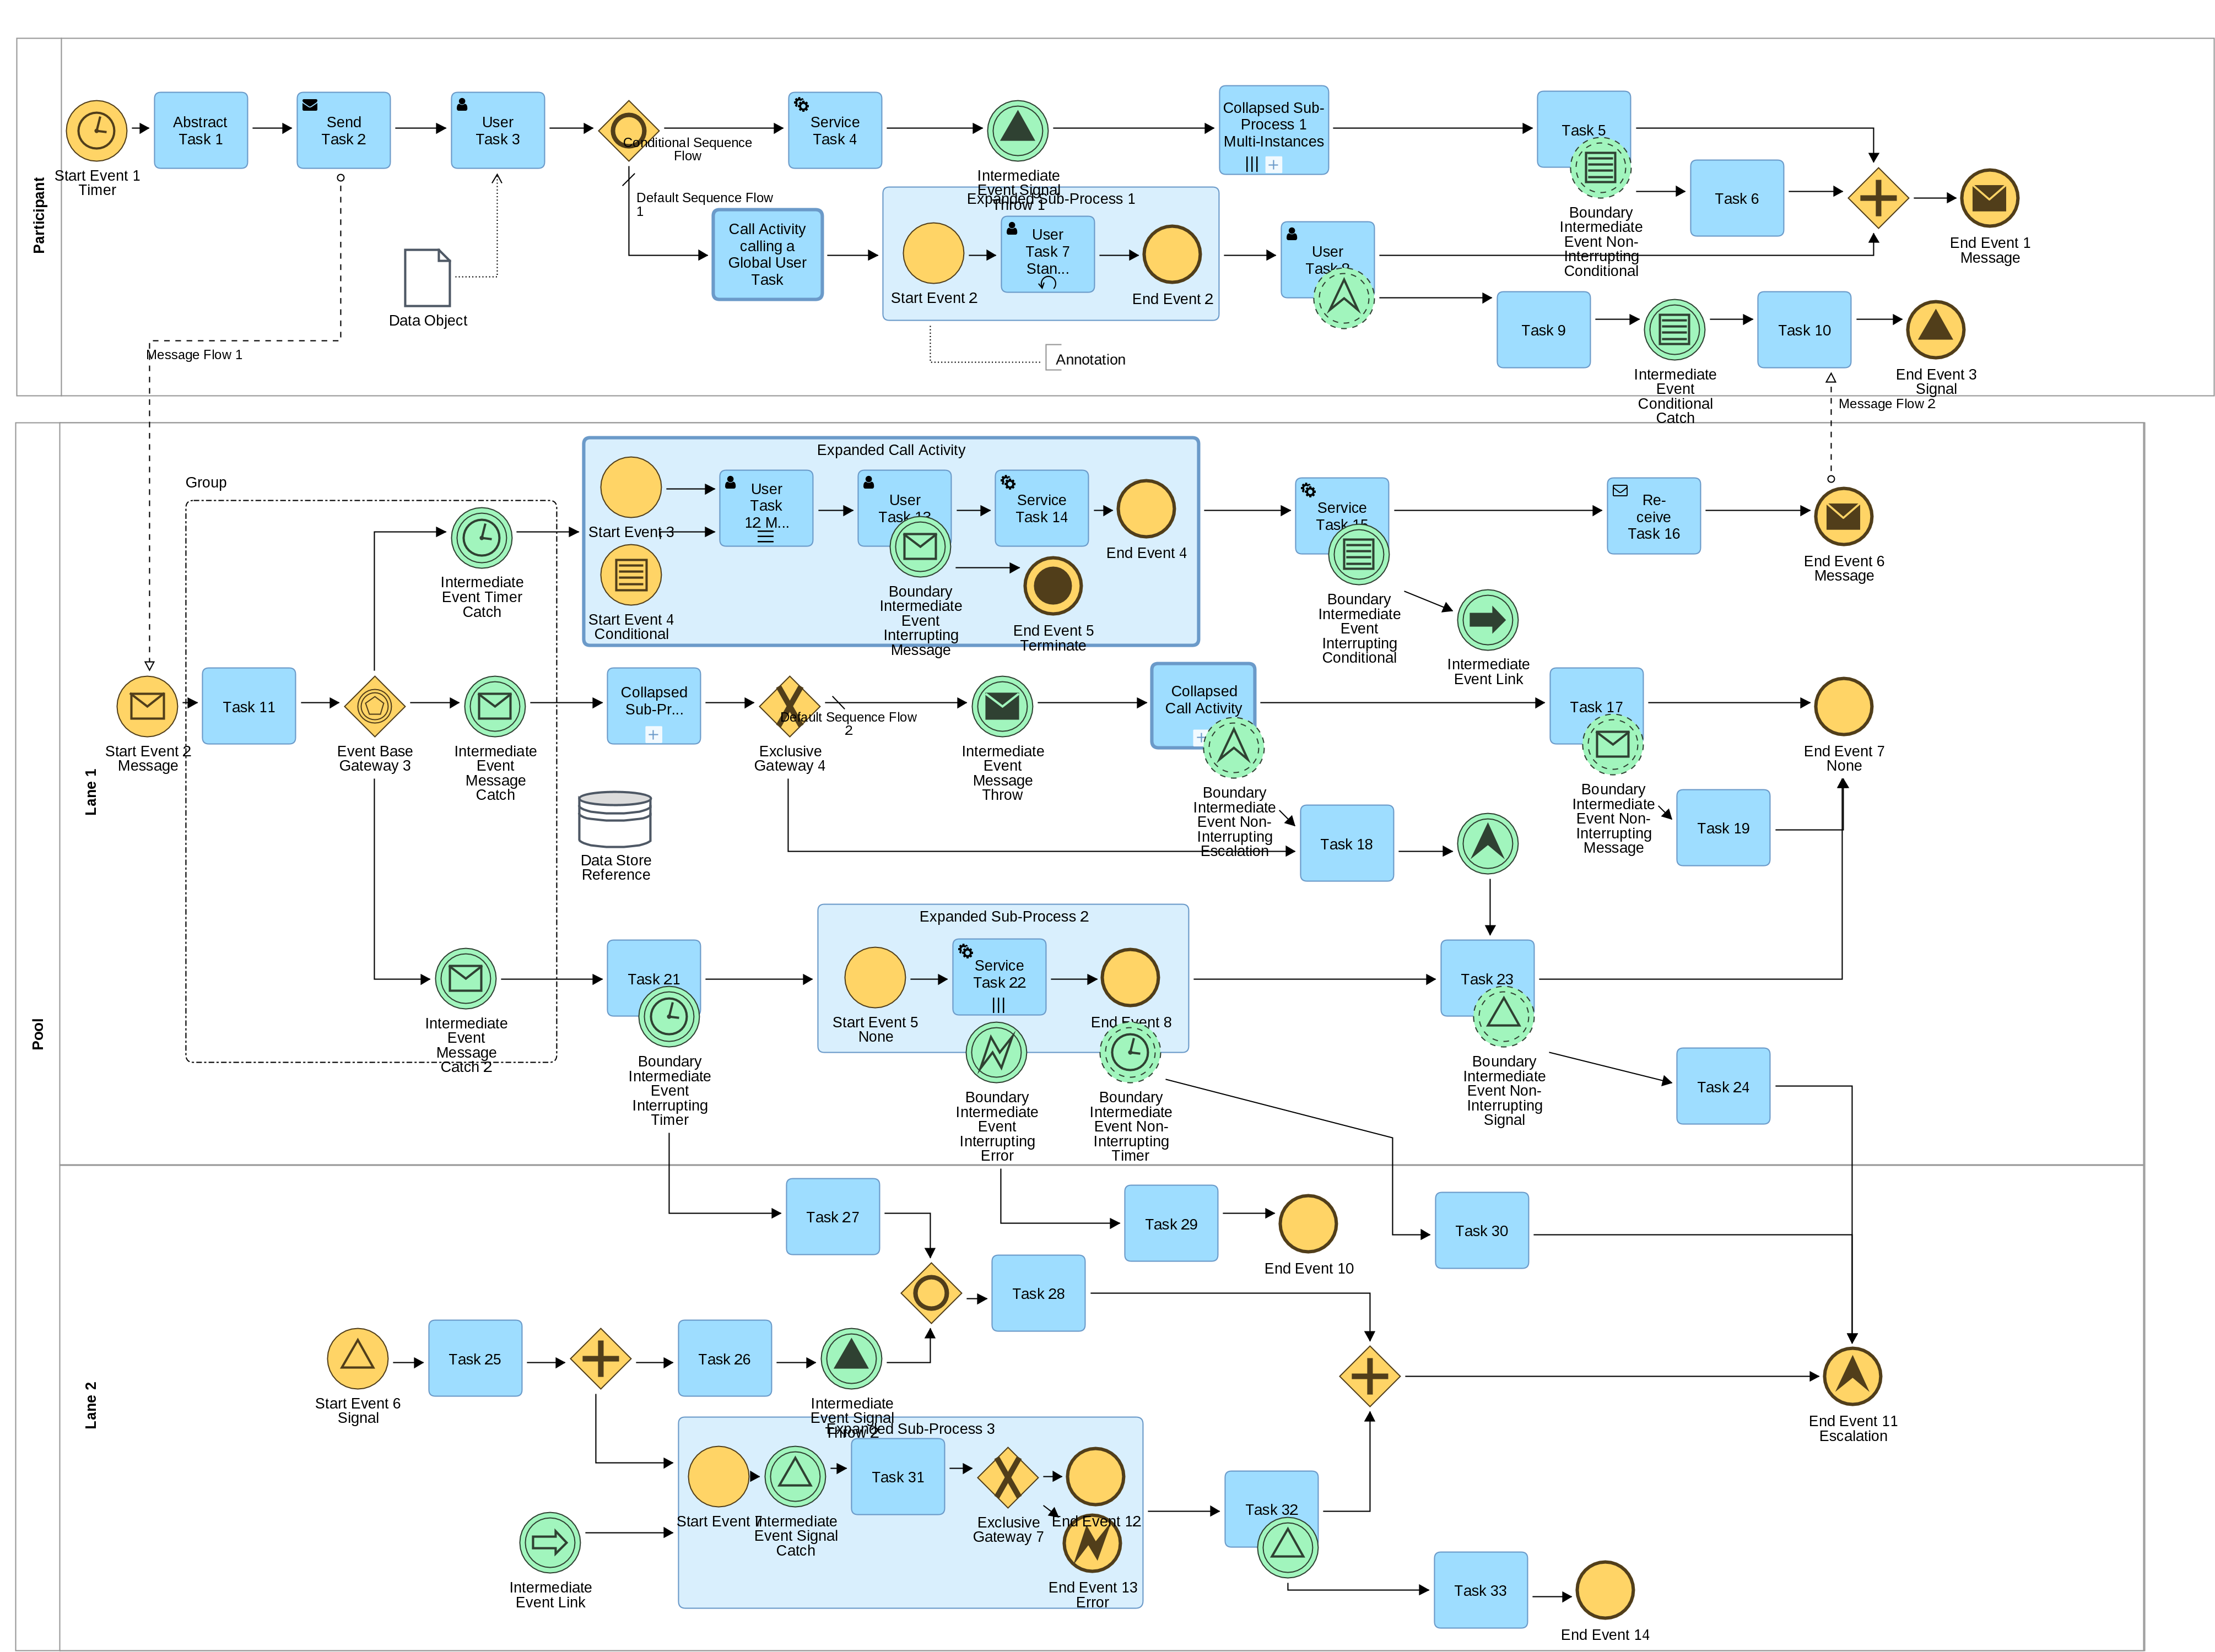 Participant
Start Event 1
Timer
Abstract
Task 1
Send
Task 2
User
Task 3
Conditional Sequence
Flow
Default Sequence Flow
1
Service
Task 4
Intermediate
Event Signal
Throw 1
Collapsed Sub-
Process 1
Multi-Instances
Task 5
Boundary
Intermediate
Event Non-
Interrupting
Conditional
Task 6
End Event 1
Message
Data Object
Call Activity
calling a
Global User
Task
Expanded Sub-Process 1
Start Event 2
User
Task 7
Stan...
End Event 2
User
Task 8
Task 9
Intermediate
Event
Conditional
Catch
Task 10
End Event 3
Signal
Annotation
Message Flow 1
Message Flow 2
Pool
Lane 1
Group
Start Event 2
Message
Task 11
Event Base
Gateway 3
Intermediate
Event Timer
Catch
Expanded Call Activity
Start Event 3
Start Event 4
Conditional
User
Task
12 M...
User
Task 13
Service
Task 14
End Event 4
Boundary
Intermediate
Event
Interrupting
Message
End Event 5
Terminate
Service
Task 15
Boundary
Intermediate
Event
Interrupting
Conditional
Intermediate
Event Link
Re-
ceive
Task 16
End Event 6
Message
Intermediate
Event
Message
Catch
Collapsed
Sub-Pr...
Exclusive
Gateway 4
Default Sequence Flow
2
Intermediate
Event
Message
Throw
Collapsed
Call Activity
Boundary
Intermediate
Event Non-
Interrupting
Escalation
Task 17
Boundary
Intermediate
Event Non-
Interrupting
Message
End Event 7
None
Task 18
Task 19
Data Store
Reference
Intermediate
Event
Message
Catch 2
Task 21
Boundary
Intermediate
Event
Interrupting
Timer
Expanded Sub-Process 2
Start Event 5
None
Service
Task 22
End Event 8
Boundary
Intermediate
Event
Interrupting
Error
Boundary
Intermediate
Event Non-
Interrupting
Timer
Task 23
Boundary
Intermediate
Event Non-
Interrupting
Signal
Task 24
Lane 2
Task 27
Task 29
End Event 10
Task 30
Task 28
Start Event 6
Signal
Task 25
Task 26
Intermediate
Event Signal
Throw 2
End Event 11
Escalation
Expanded Sub-Process 3
Start Event 7
Intermediate
Event Signal
Catch
Task 31
Exclusive
Gateway 7
End Event 12
End Event 13
Error
Intermediate
Event Link
Task 32
Task 33
End Event 14